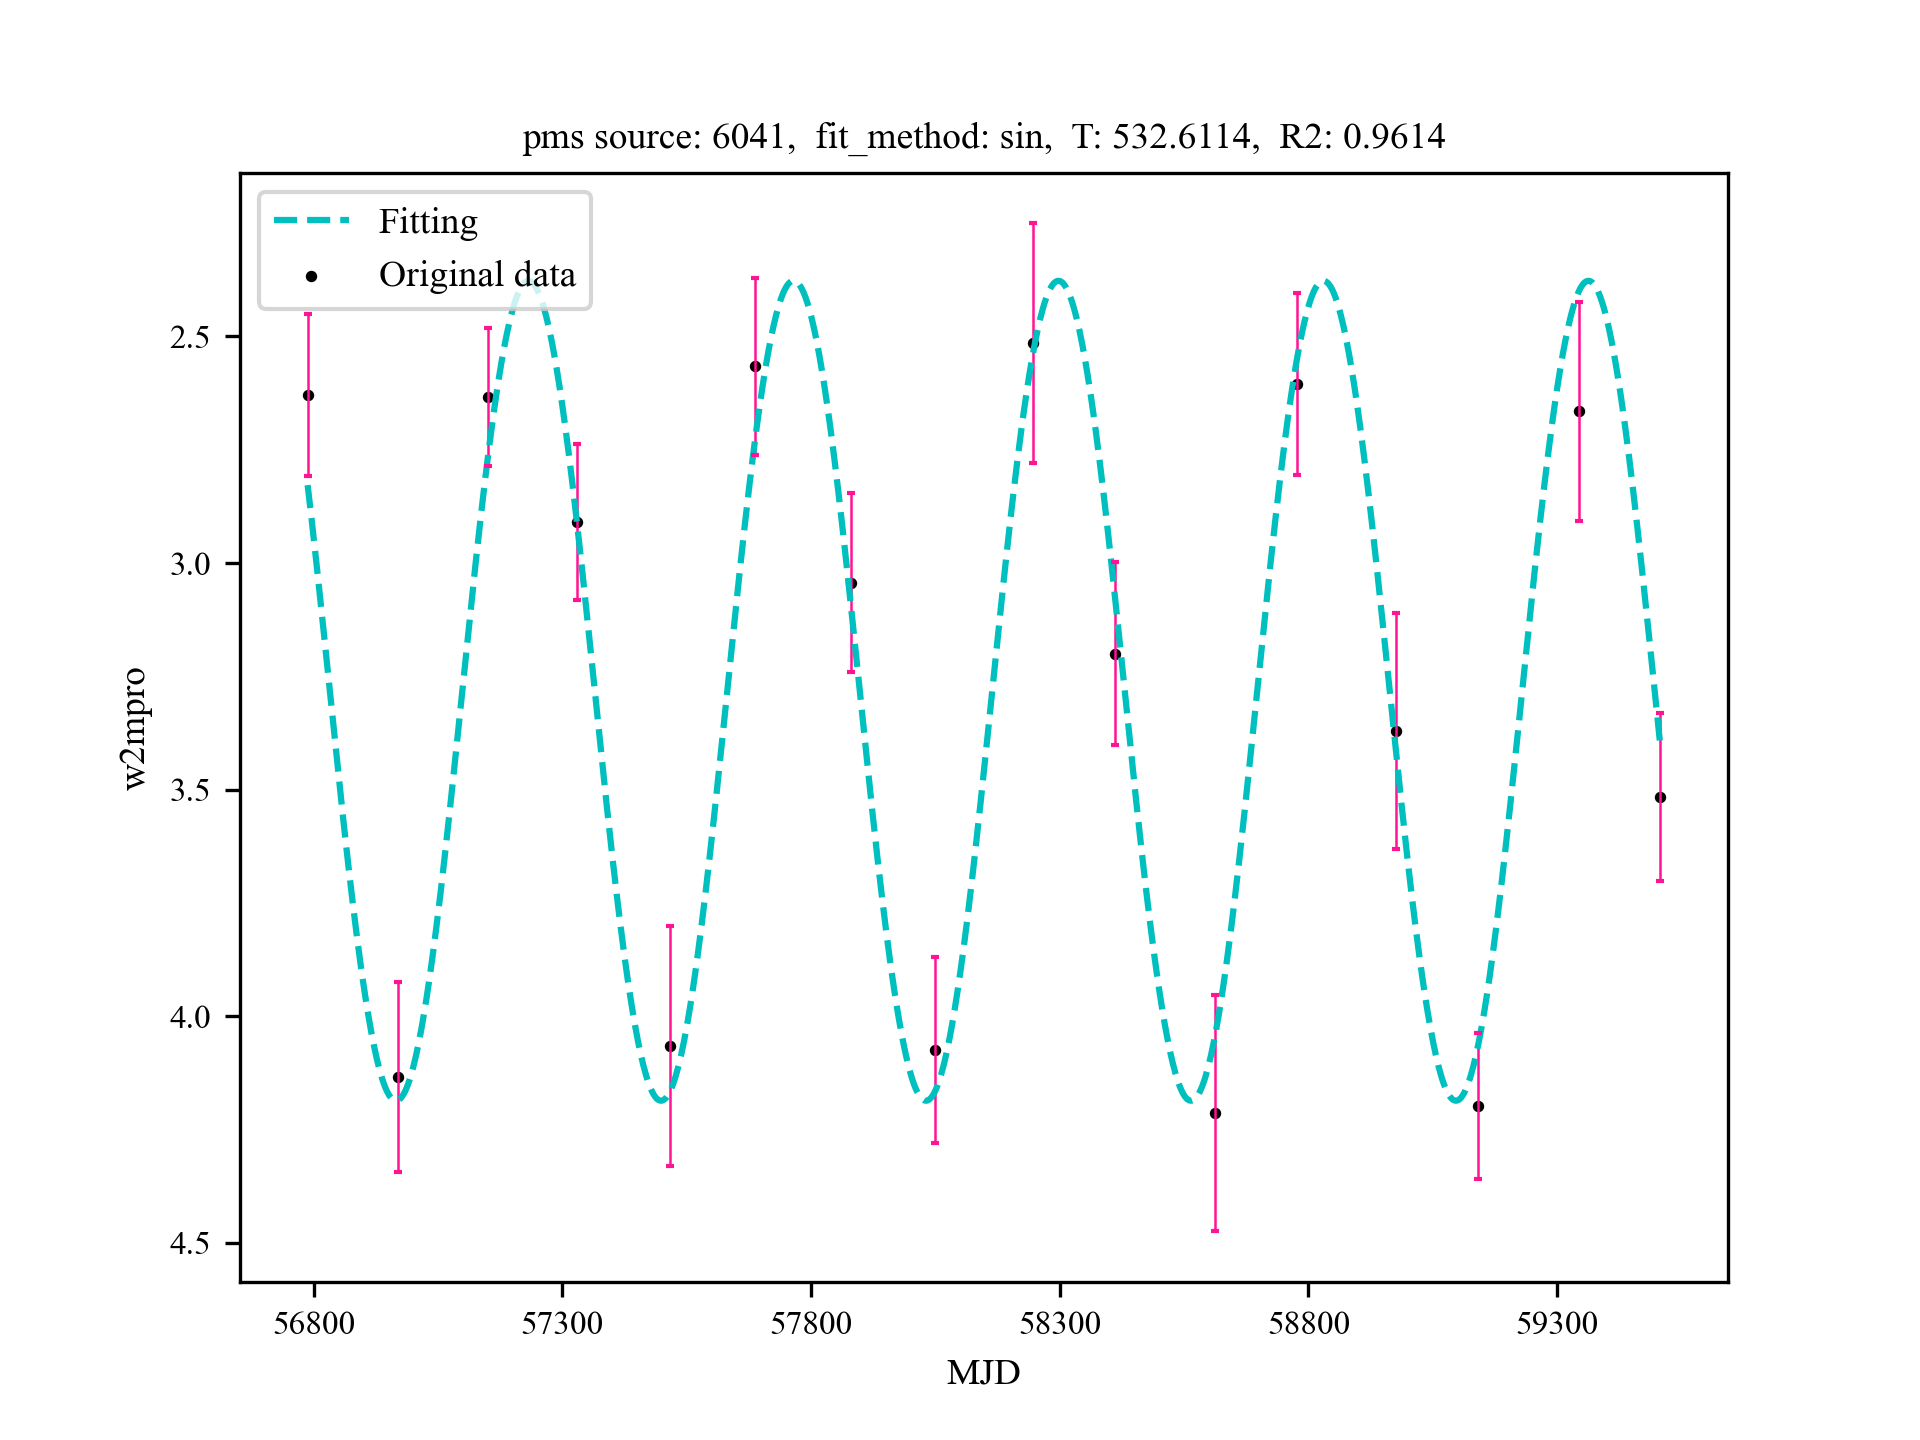 pms source: 6041,  fit_method: sin,  T: 532.6114,  R2: 0.9614
Fitting
Original data
2.5
3.0
3.5
4.0
4.5
w2mpro
56800
57300
57800
58300
58800
59300
MJD